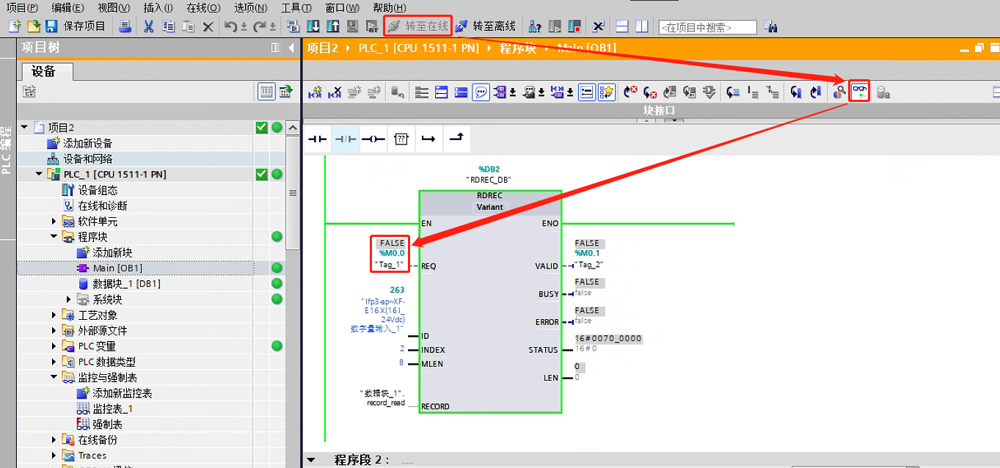 项目(P) 编辑(E) 视图(V) 插入(I) 在线(O) 选项(N) 工具(T) 窗口(W) 帮助(H)
保存项目 转至在线 转至离线 <在项目中搜索>
项目树
项目2 PLC_1 [CPU 1511-1 PN] 程序块 Main [OB1]
设备
块接口
PLC 编程
项目2
添加新设备
设备和网络
PLC_1 [CPU 1511-1 PN]
设备组态
在线和诊断
软件单元
程序块
添加新块
Main [OB1]
数据块_1 [DB1]
系统块
工艺对象
外部源文件
PLC 变量
PLC 数据类型
监控与强制表
添加新监控表
监控表_1
强制表
在线备份
Traces
??
%DB2
"RDREC_DB"
RDREC
Variant
EN
ENO
FALSE
%M0.0
"Tag_1"
REQ
FALSE
%M0.1
"Tag_2"
VALID
263
"lfp3-ap~XF-
E16X(16I_
24Vdc)
数字量输入_1"
ID
FALSE
BUSY
false
FALSE
ERROR
false
2
INDEX
16#0070_0000
STATUS
16#0
8
MLEN
0
LEN
0
"数据块_1".
record_read
RECORD
程序段 2： .....